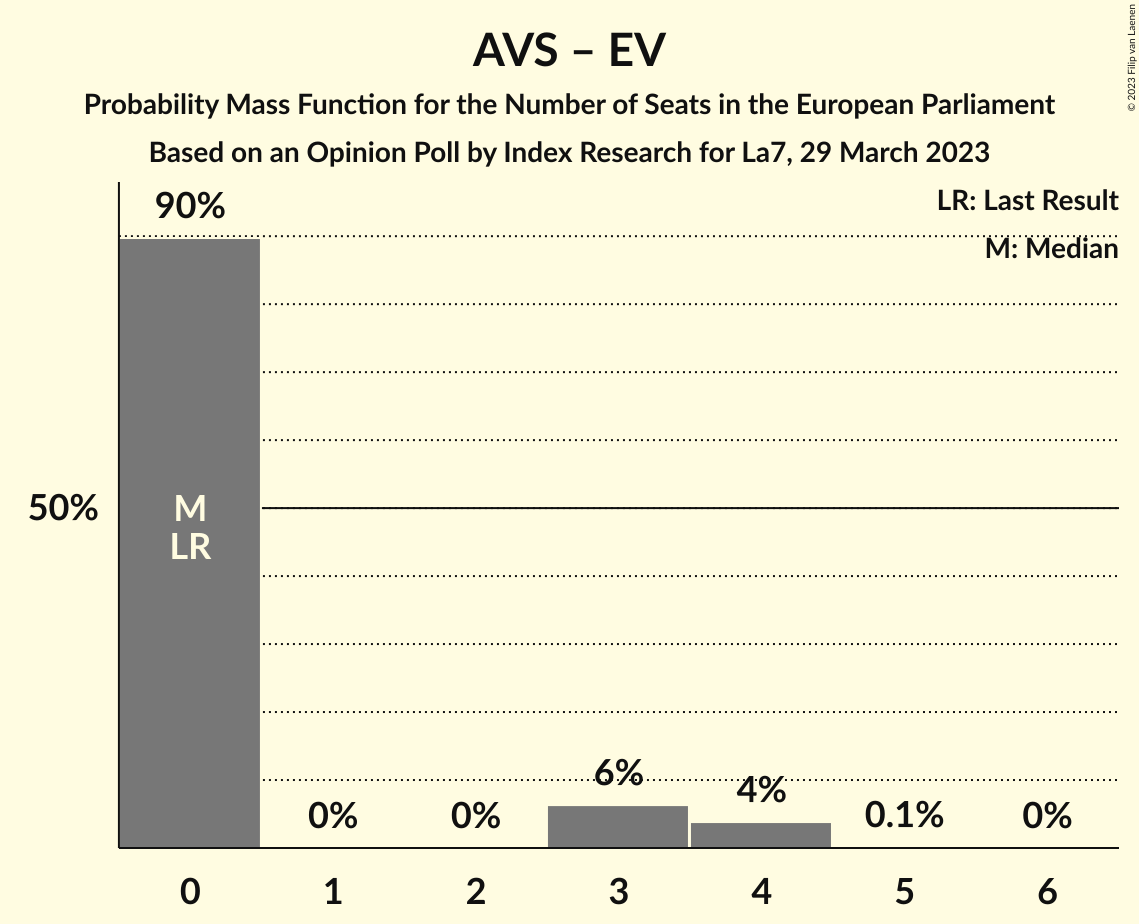 AVS – EV
Probability Mass Function for the Number of Seats in the European Parliament
Based on an Opinion Poll by Index Research for La7, 29 March 2023
© 2023 Filip van Laenen
LR: Last Result
M: Median
90%
50%
M
LR
0%
0%
6%
4%
0.1%
0%
0
1
2
3
4
5
6